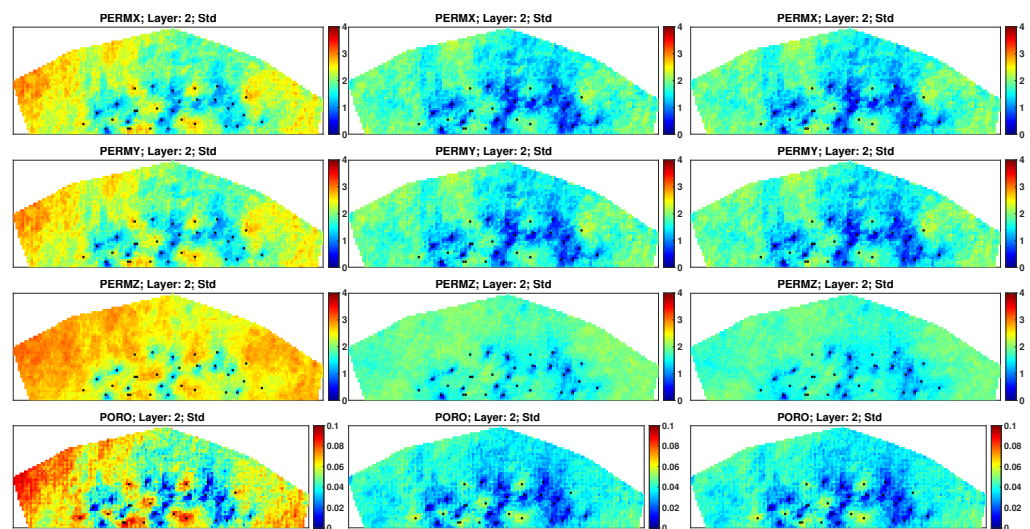 PERMX; Layer: 2; Std PERMX; Layer: 2; Std PERMX; Layer: 2; Std
4 4 4
3 3 3
2 2 2
1 1 1
0 0 0
PERMY; Layer: 2; Std PERMY; Layer: 2; Std PERMY; Layer: 2; Std
4 4 4
3 3 3
2 2 2
1 1 1
0 0 0
PERMZ; Layer: 2; Std PERMZ; Layer: 2; Std PERMZ; Layer: 2; Std
4 4 4
3 3 3
2 2 2
1 1 1
0 0 0
PORO; Layer: 2; Std PORO; Layer: 2; Std PORO; Layer: 2; Std
0.1 0.1 0.1
0.08 0.08 0.08
0.06 0.06 0.06
0.04 0.04 0.04
0.02 0.02 0.02
0 0 0